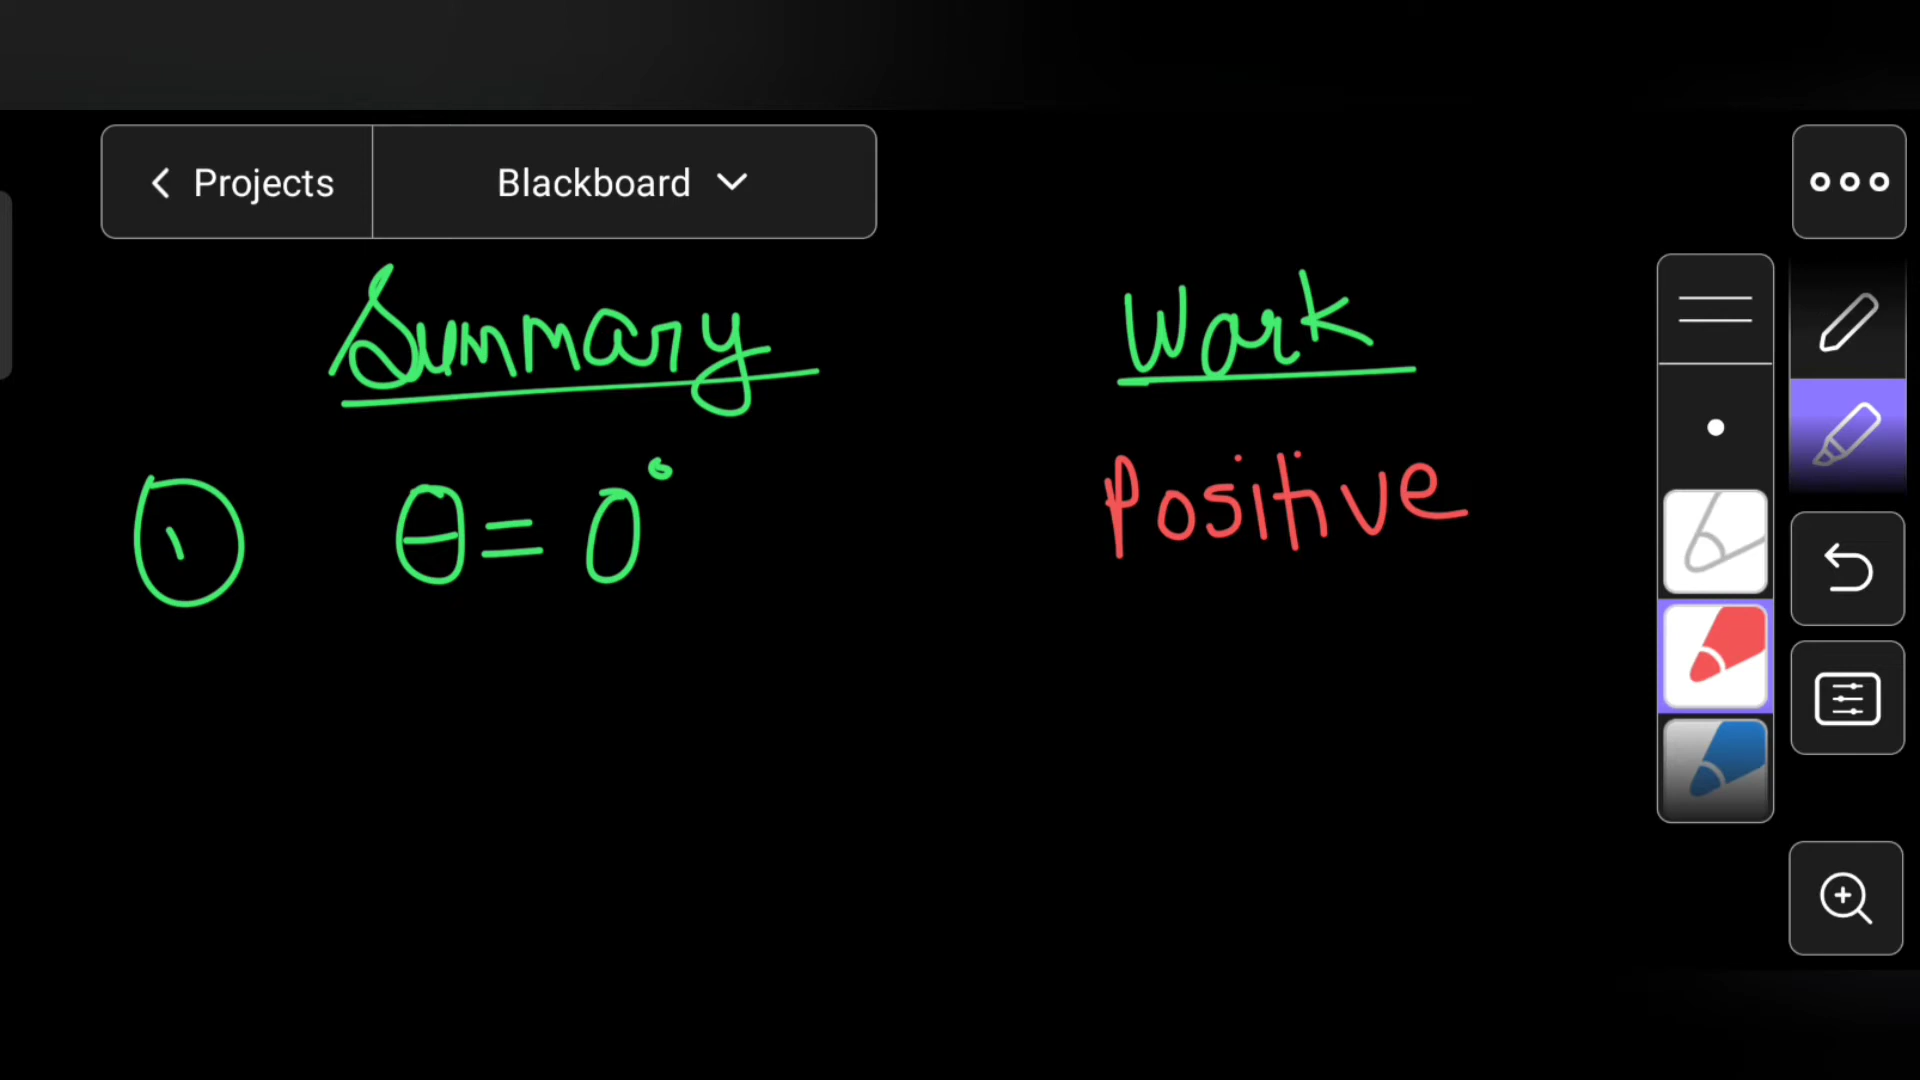 Projects Blackboard
Summary Work
1 θ = 0° Positive